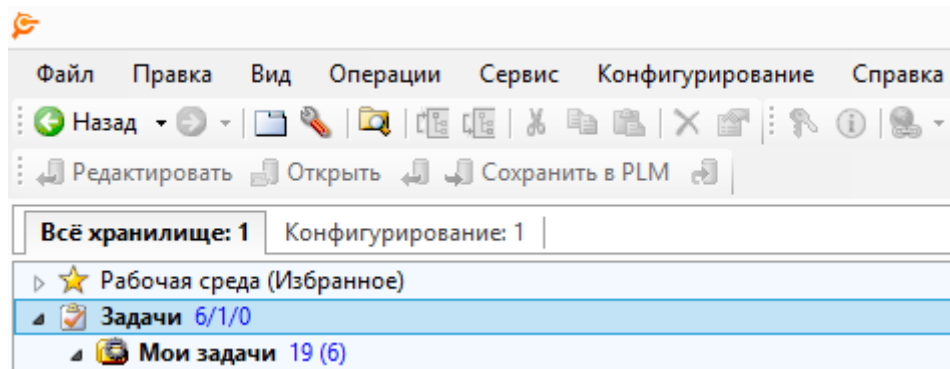 Файл Правка Вид Операции Сервис Конфигурирование Справка
Назад
Редактировать Открыть Сохранить в PLM
Всё хранилище: 1 Конфигурирование: 1
Рабочая среда (Избранное)
Задачи 6/1/0
Мои задачи 19 (6)